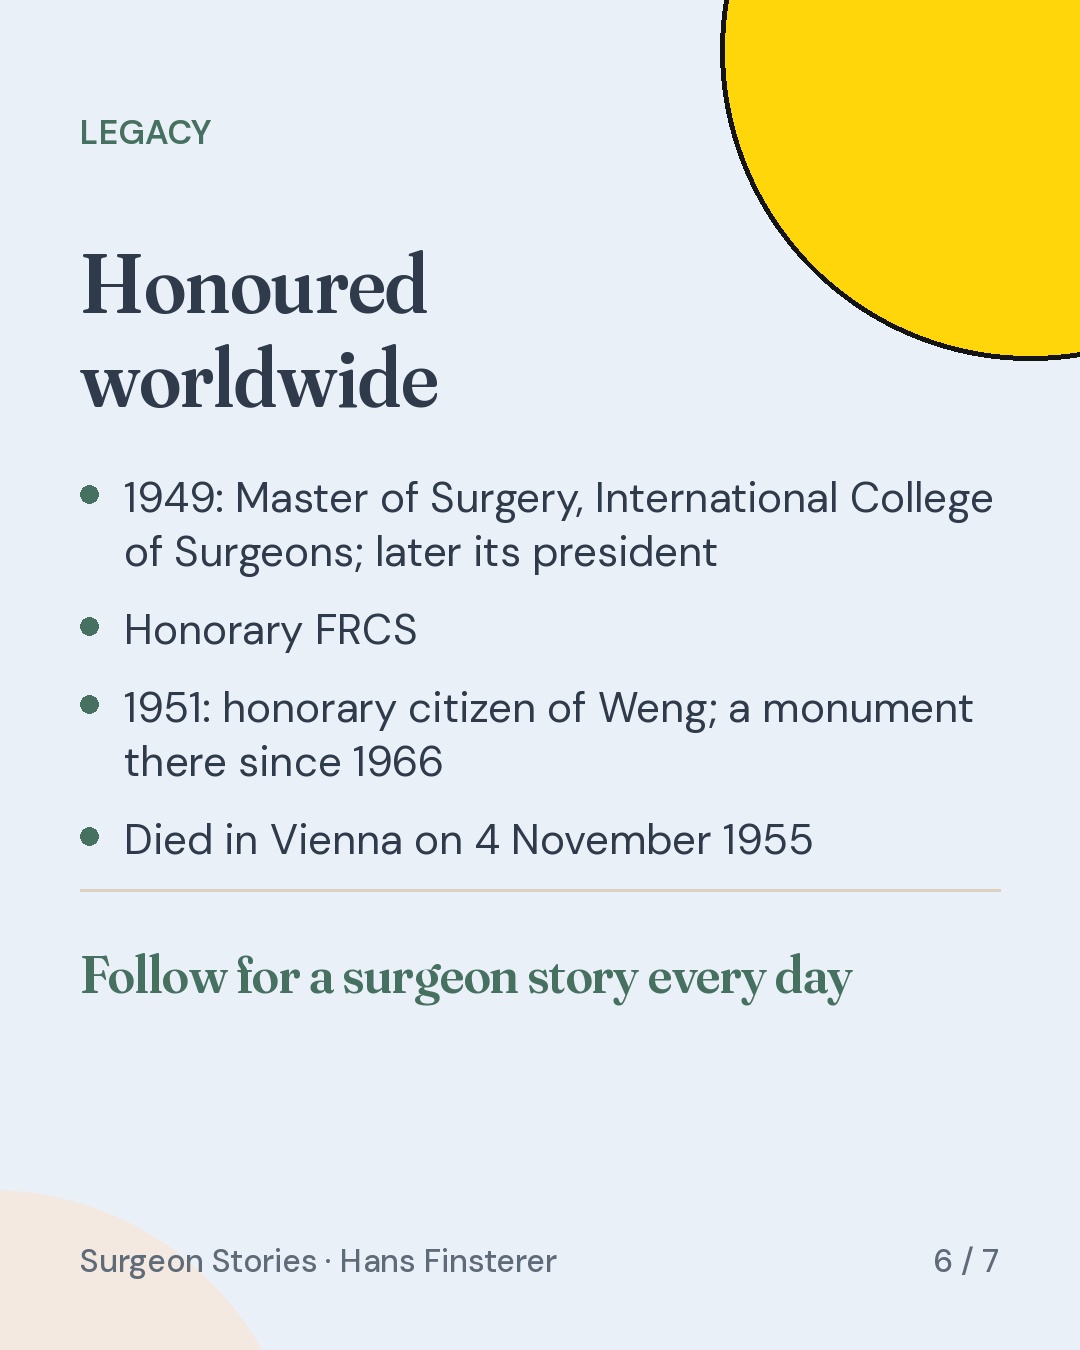 LEGACY
Honoured
worldwide
1949: Master of Surgery, International College
of Surgeons; later its president
Honorary FRCS
1951: honorary citizen of Weng; a monument
there since 1966
Died in Vienna on 4 November 1955
Follow for a surgeon story every day
Surgeon Stories · Hans Finsterer
6 / 7